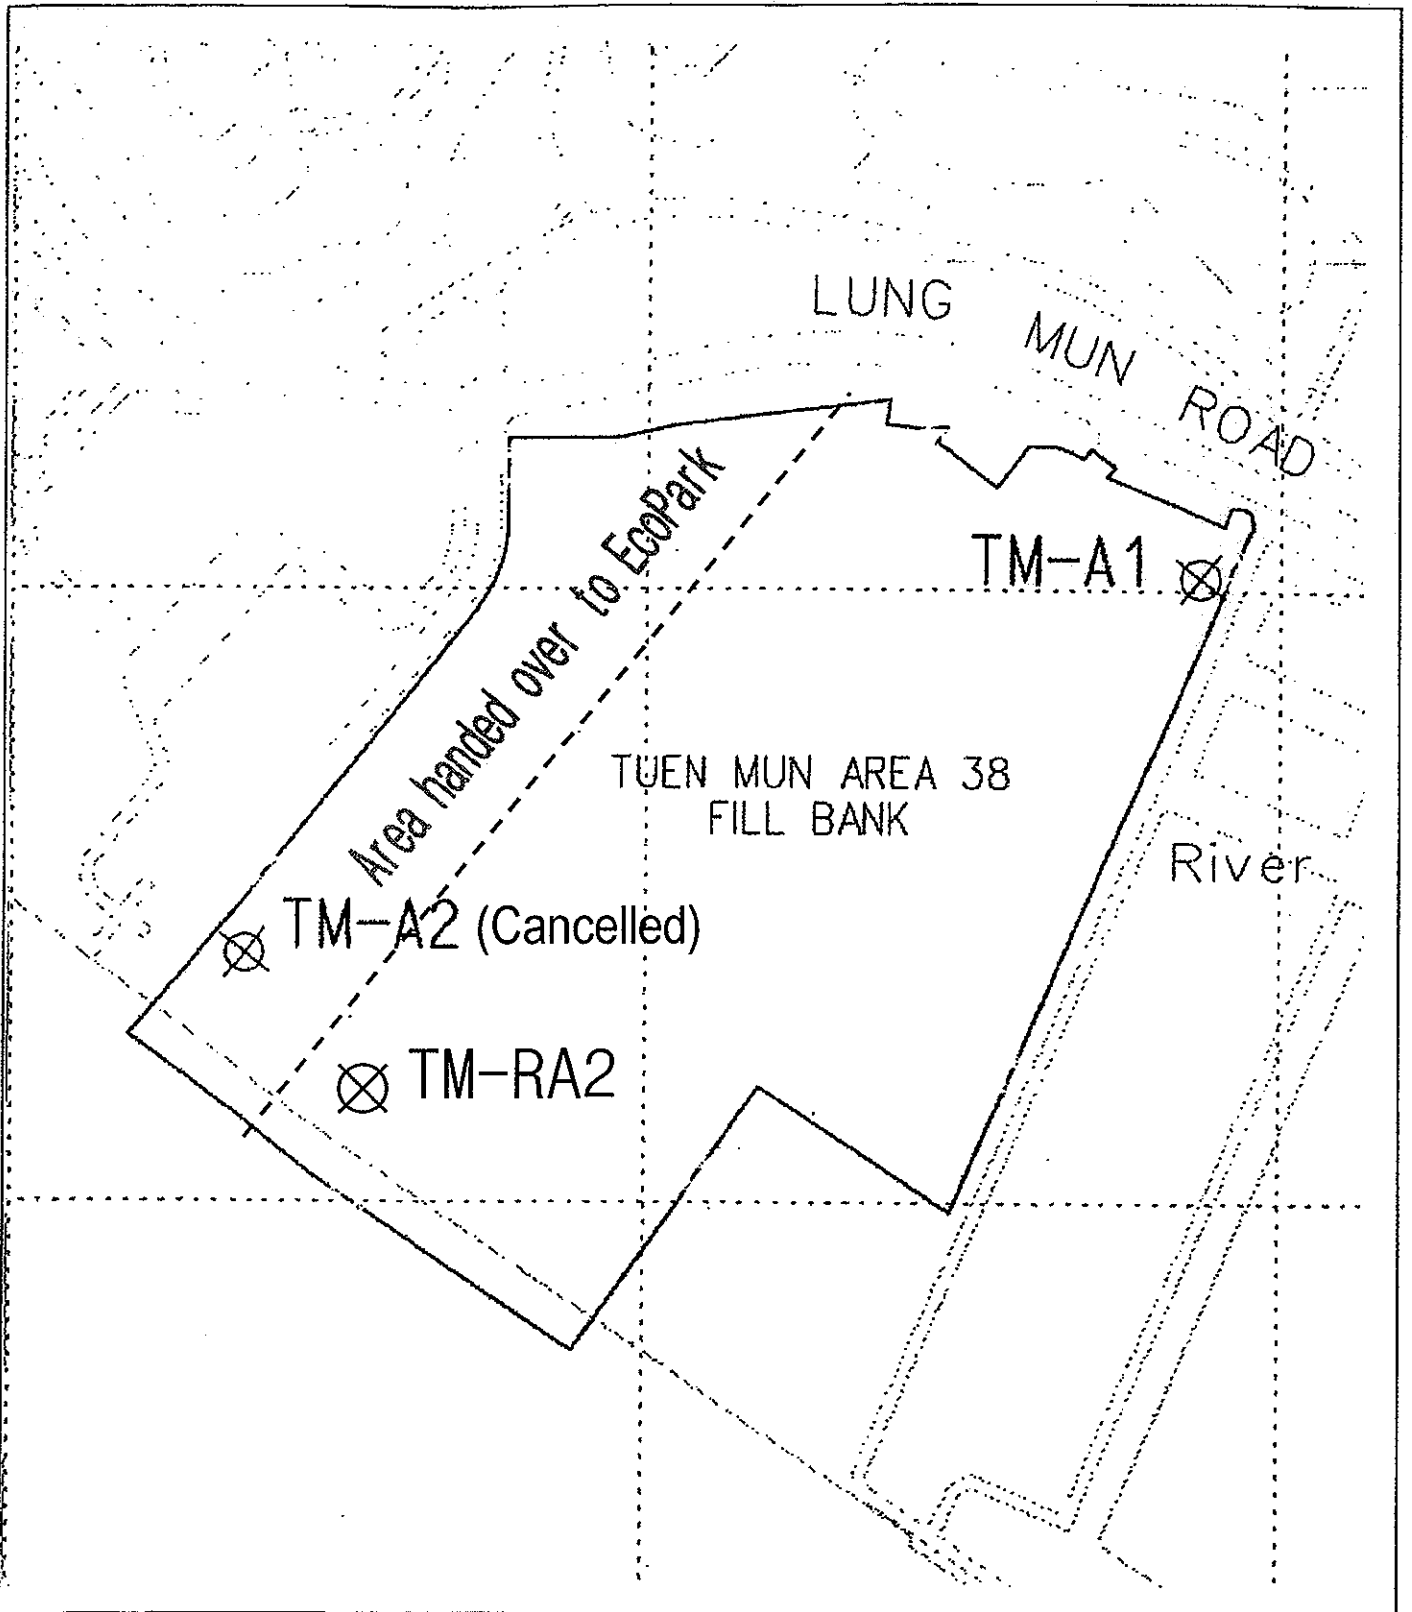 LUNG MUN ROAD
Area handed over to EcoPark
TM-A1
TUEN MUN AREA 38
FILL BANK
River
TM-A2 (Cancelled)
TM-RA2